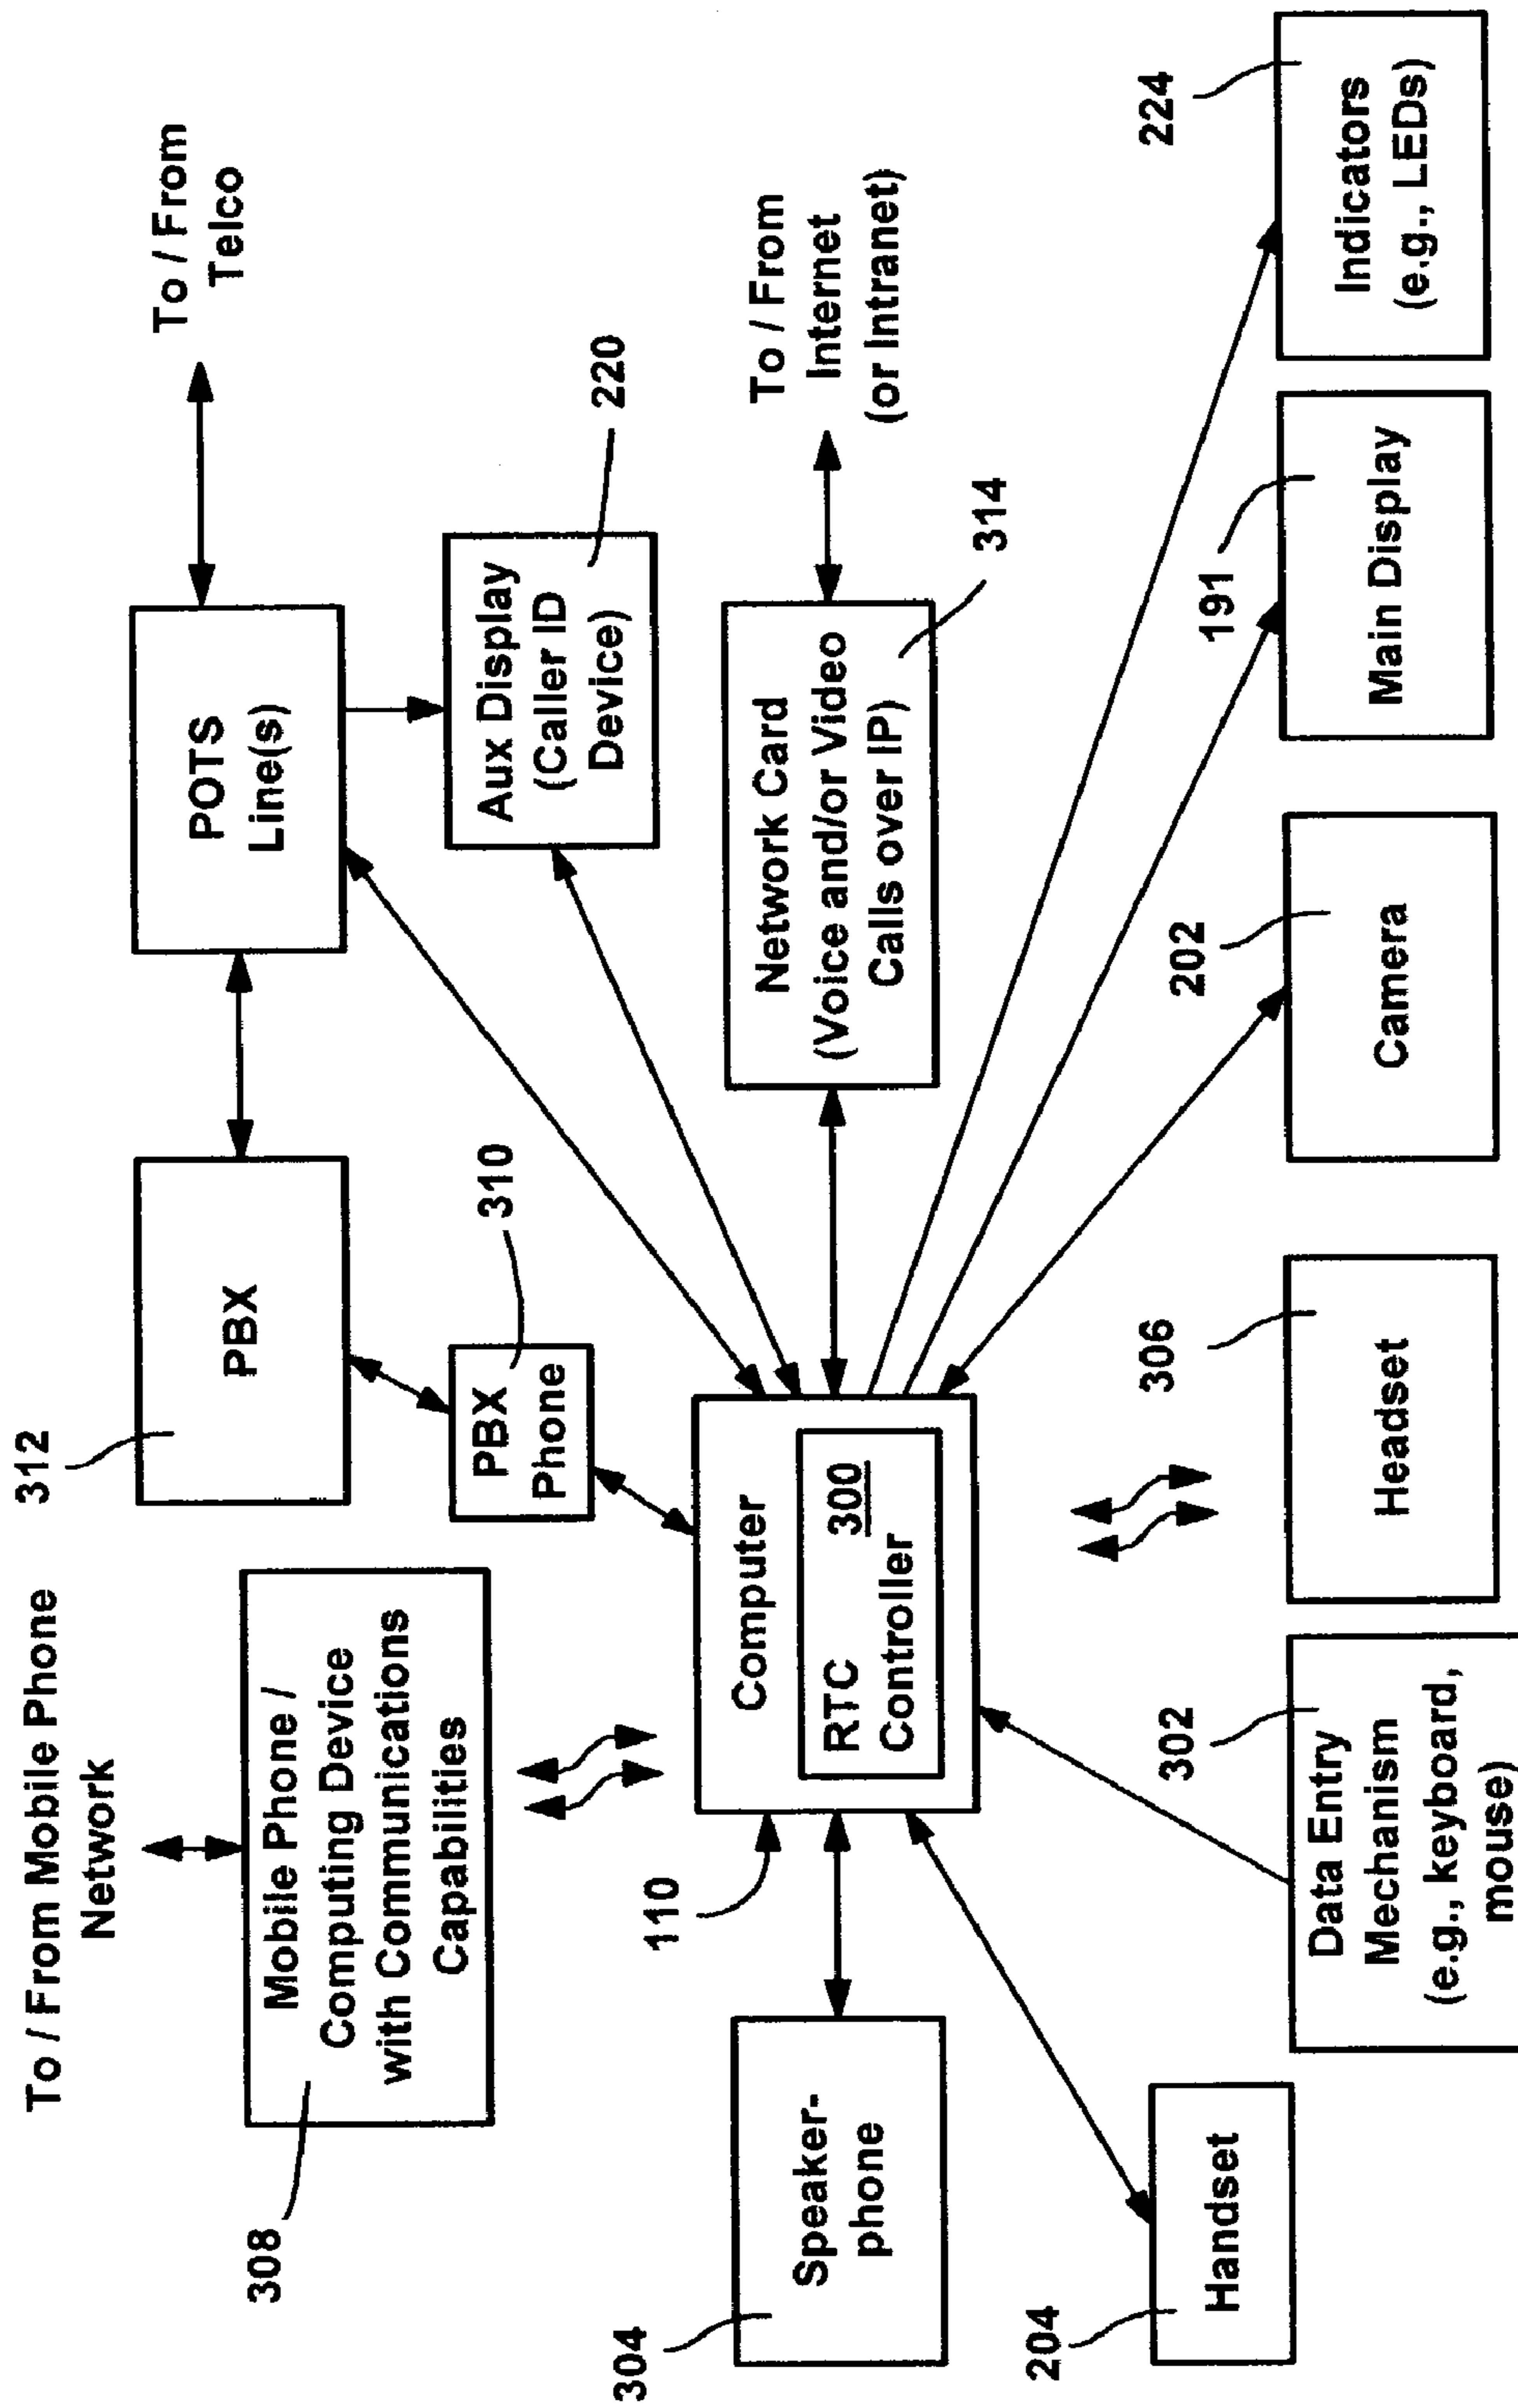 To / From Mobile Phone
Network
312
To / From
Telco
308
Mobile Phone /
Computing Device
with Communications
Capabilities
PBX
POTS
Line(s)
PBX
Phone
310
Aux Display
(Caller ID
Device)
220
304
Speaker-
phone
110
Computer
RTC
300
Controller
Network Card
(Voice and/or Video
Calls over IP)
314
To / From
Internet
(or Intranet)
204
Handset
302
Data Entry
Mechanism
(e.g., keyboard,
mouse)
306
Headset
202
Camera
191
Main Display
224
Indicators
(e.g., LEDs)